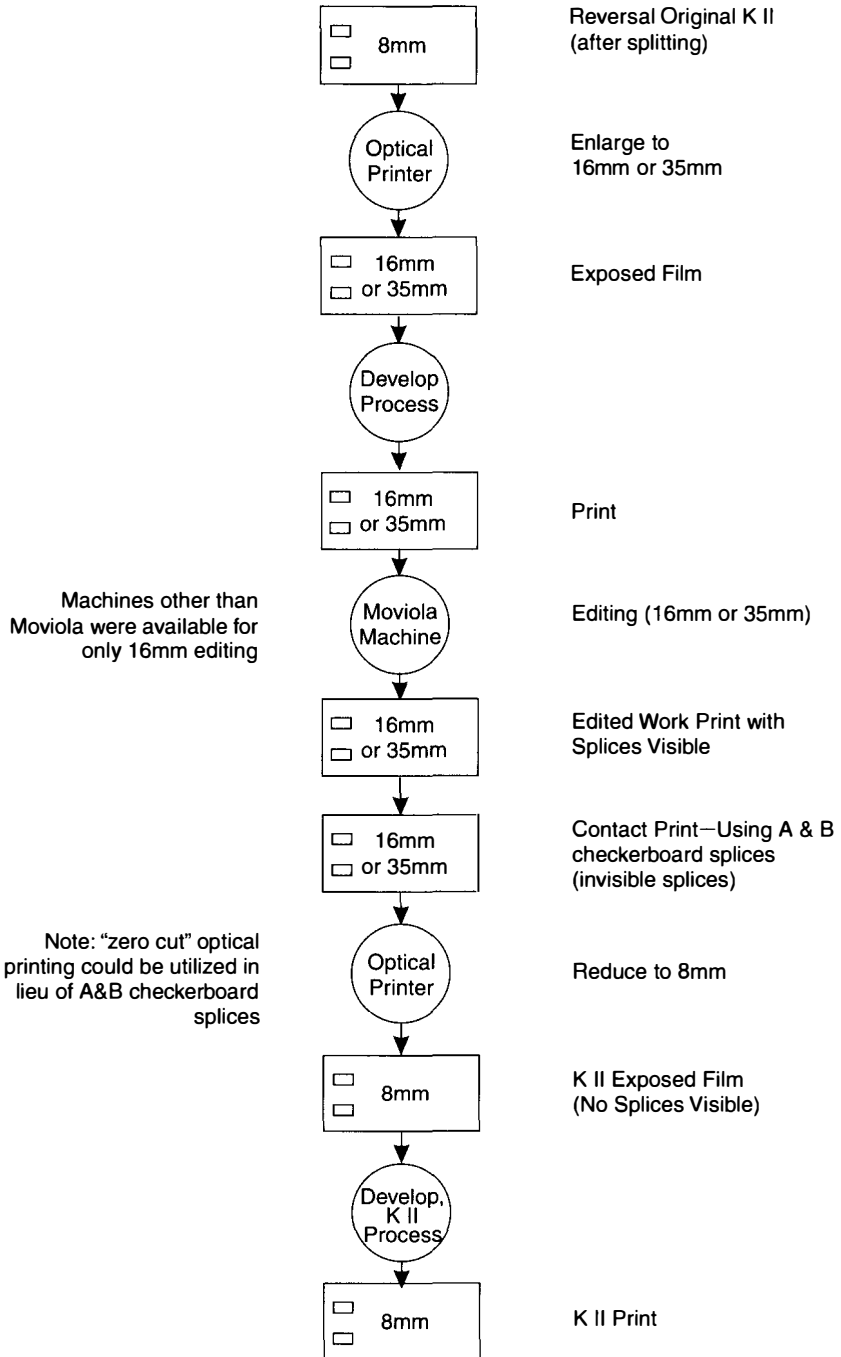 8mm
Reversal Original K II
(after splitting)
Optical
Printer
Enlarge to
16mm or 35mm
16mm
or 35mm
Exposed Film
Develop
Process
16mm
or 35mm
Print
Machines other than
Moviola were available for
only 16mm editing
Moviola
Machine
Editing (16mm or 35mm)
16mm
or 35mm
Edited Work Print with
Splices Visible
16mm
or 35mm
Contact Print—Using A & B
checkerboard splices
(invisible splices)
Note: “zero cut” optical
printing could be utilized in
lieu of A&B checkerboard
splices
Optical
Printer
Reduce to 8mm
8mm
K II Exposed Film
(No Splices Visible)
Develop,
K II
Process
8mm
K II Print